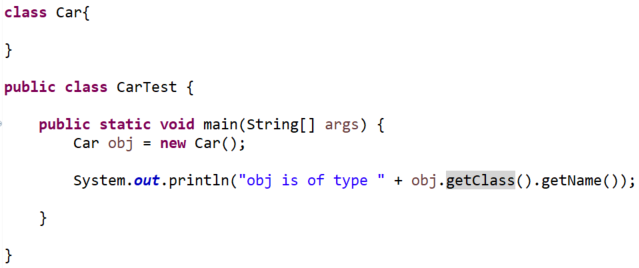 class Car{
}
public class CarTest {
public static void main(String[] args) {
Car obj = new Car();
System.out.println("obj is of type " + obj.getClass().getName());
}
}